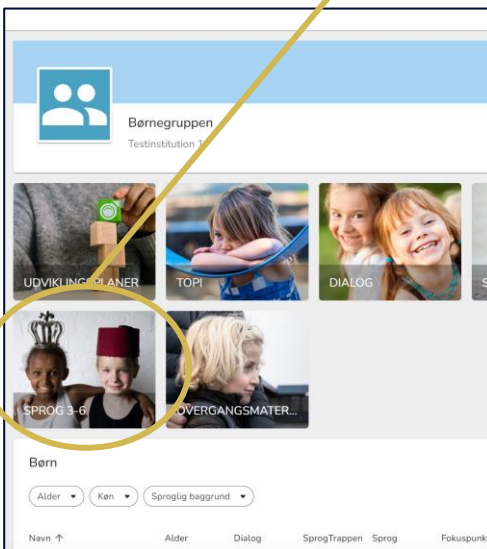 Børnegruppen
Testinstitution 1
UDVIKLINGSPLANER
TOPI
DIALOG
S
SPROG 3-6
OVERGANGSMATER...
Børn
Alder
Køn
Sproglig baggrund
Navn ↑ Alder Dialog SprogTrappen Sprog Fokuspunk